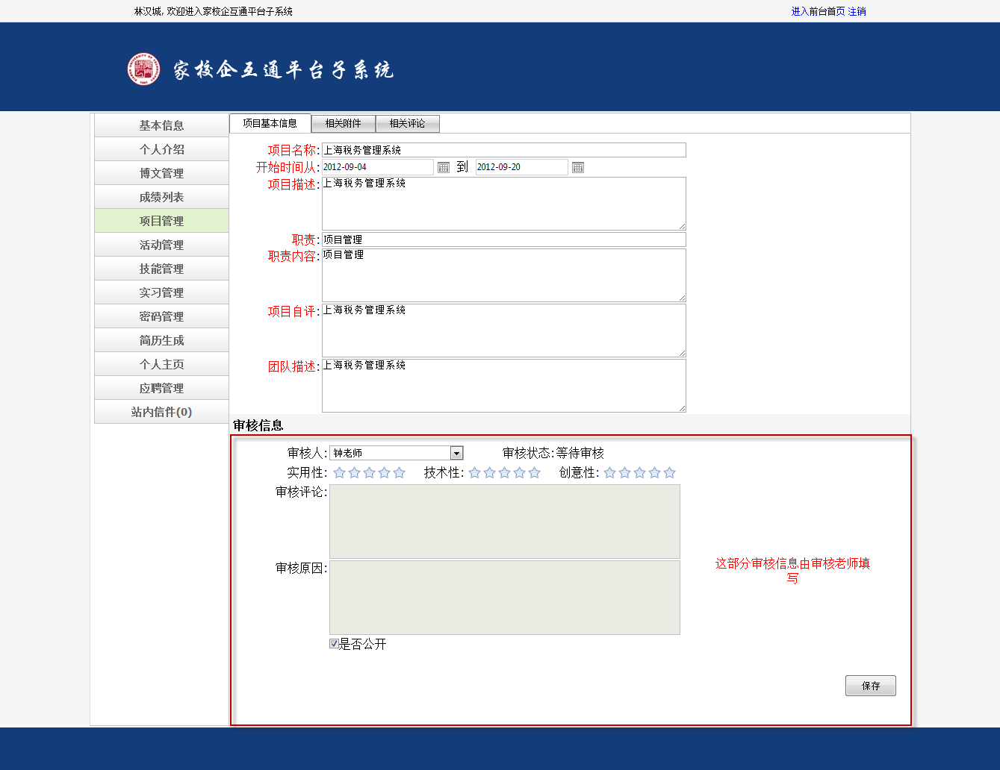 林汉城, 欢迎进入家校企互通平台子系统
进入前台首页 注销
家校企互通平台子系统
基本信息
个人介绍
博文管理
成绩列表
项目管理
活动管理
技能管理
实习管理
密码管理
简历生成
个人主页
应聘管理
站内信件(0)
项目基本信息 相关附件 相关评论
项目名称: 上海税务管理系统
开始时间从: 2012-09-04 到 2012-09-20
项目描述: 上海税务管理系统
职责: 项目管理
职责内容: 项目管理
项目自评: 上海税务管理系统
团队描述: 上海税务管理系统
审核信息
审核人: 钟老师 审核状态: 等待审核
实用性: 技术性: 创意性:
审核评论:
审核原因:
这部分审核信息由审核老师填
写
是否公开
保存